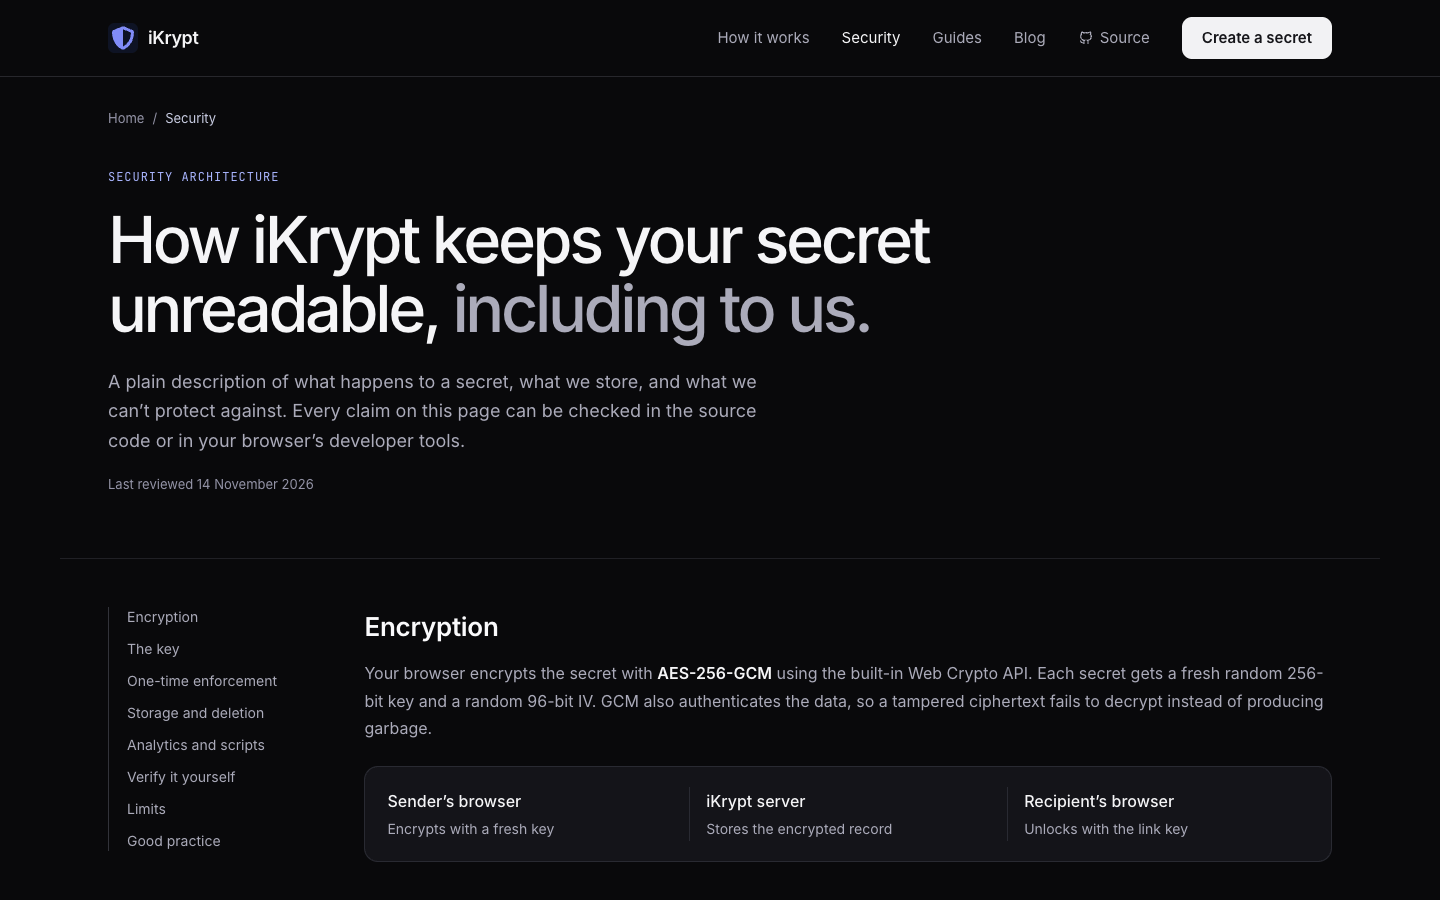 iKrypt
How it works
Security
Guides
Blog
Source
Create a secret
Home / Security
SECURITY ARCHITECTURE
How iKrypt keeps your secret
unreadable, including to us.
A plain description of what happens to a secret, what we store, and what we
can’t protect against. Every claim on this page can be checked in the source
code or in your browser’s developer tools.
Last reviewed 14 November 2026
Encryption
The key
One-time enforcement
Storage and deletion
Analytics and scripts
Verify it yourself
Limits
Good practice
Encryption
Your browser encrypts the secret with AES-256-GCM using the built-in Web Crypto API. Each secret gets a fresh random 256-
bit key and a random 96-bit IV. GCM also authenticates the data, so a tampered ciphertext fails to decrypt instead of producing
garbage.
Sender’s browser
Encrypts with a fresh key
iKrypt server
Stores the encrypted record
Recipient’s browser
Unlocks with the link key